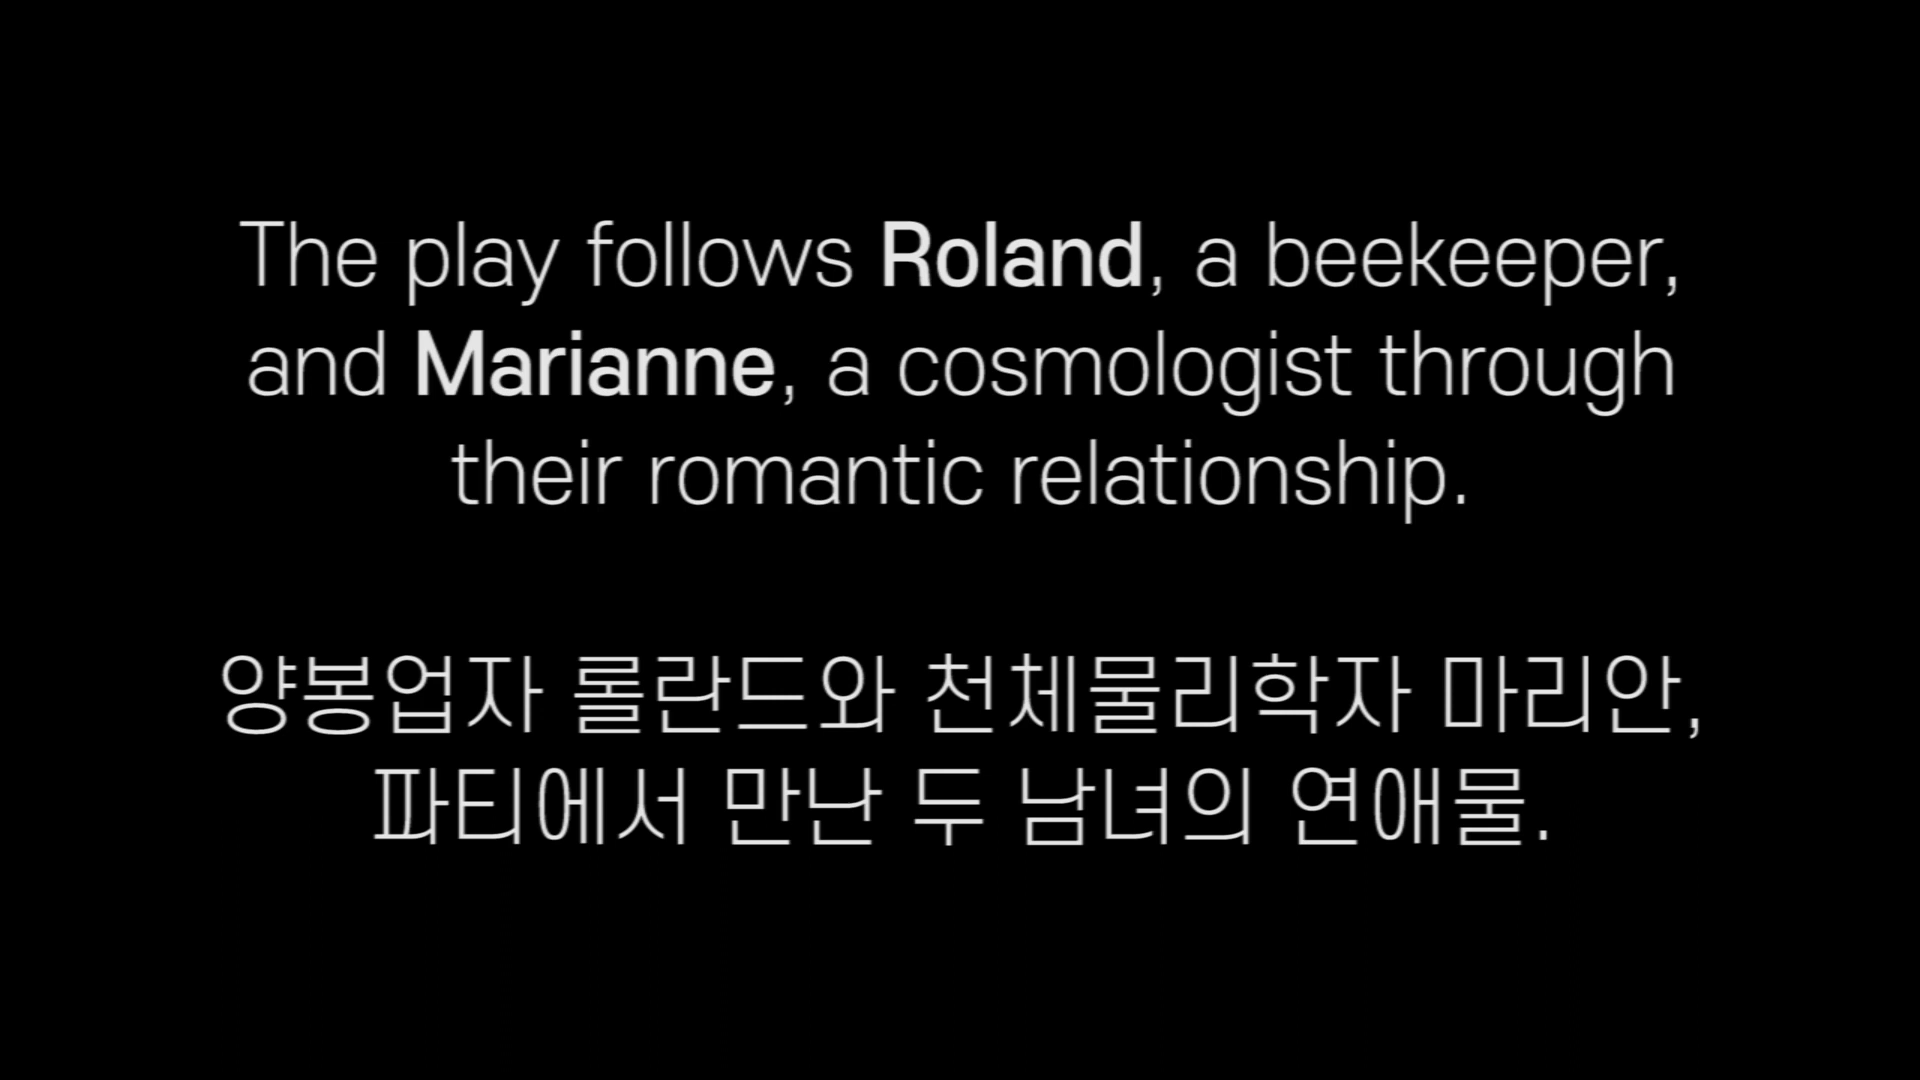 The play follows Roland, a beekeeper,
and Marianne, a cosmologist through
their romantic relationship.
양봉업자 롤란드와 천체물리학자 마리안,
파티에서 만난 두 남녀의 연애물.